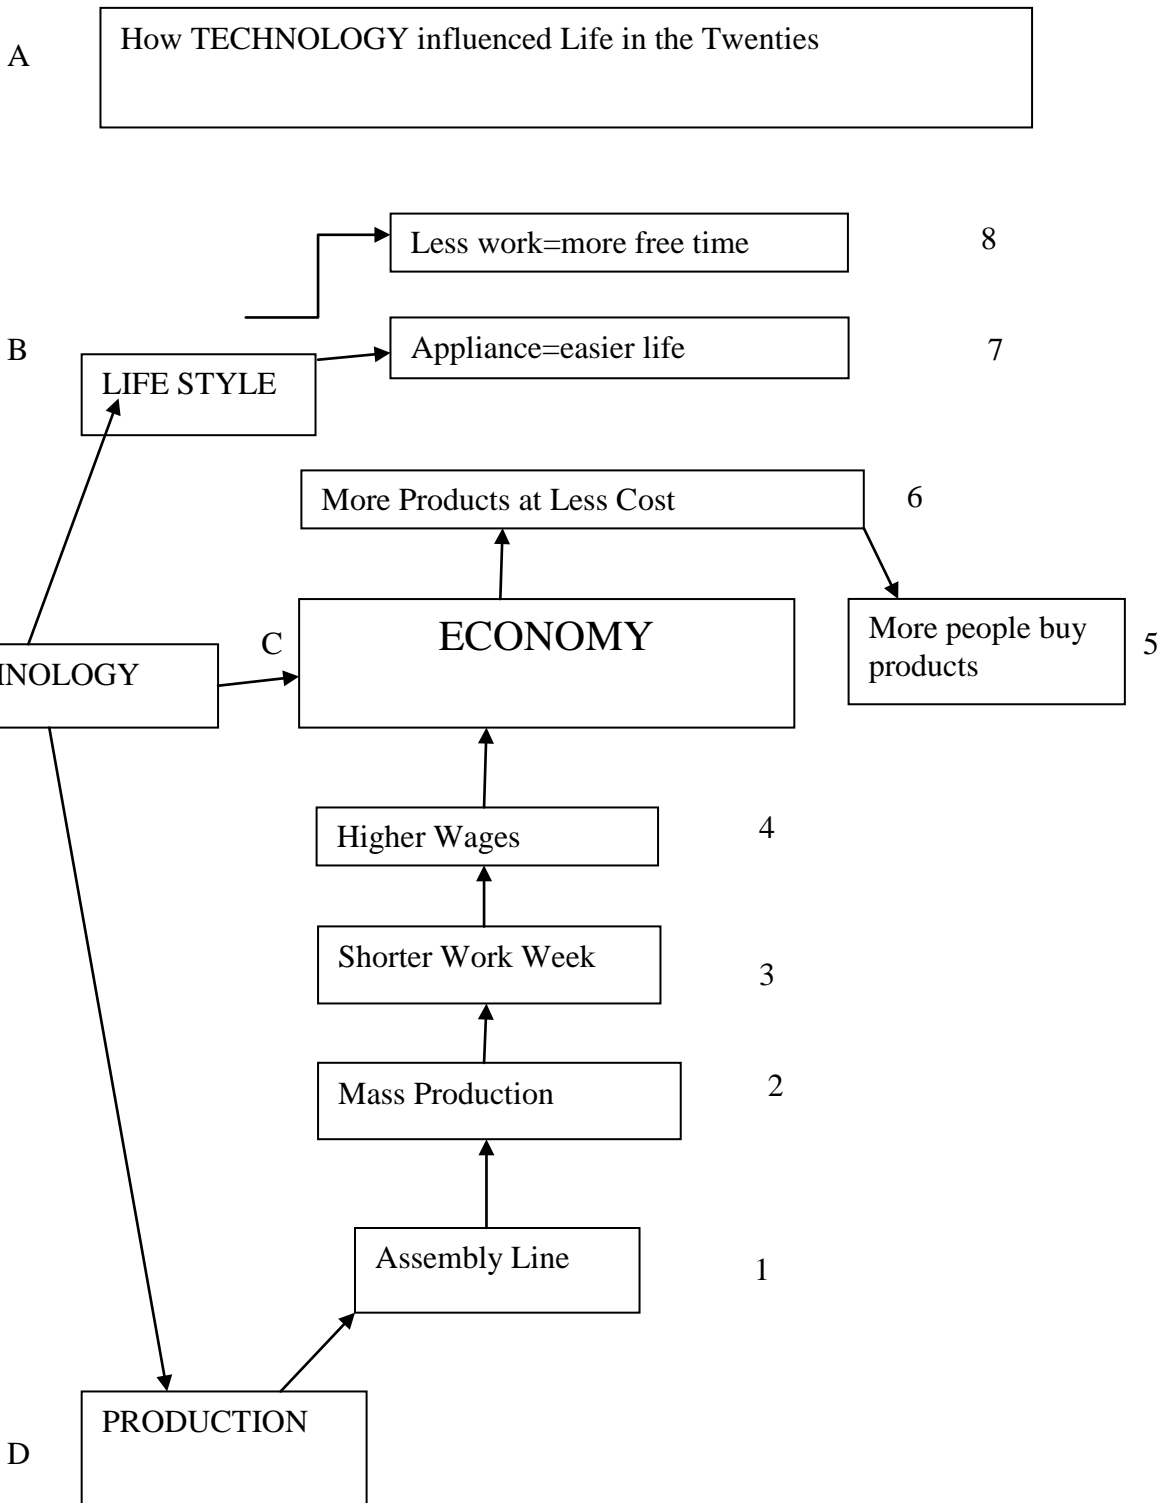 A
How TECHNOLOGY influenced Life in the Twenties
Less work=more free time
8
B
Appliance=easier life
7
LIFE STYLE
More Products at Less Cost
6
C
ECONOMY
More people buy
products
5
INOLOGY
Higher Wages
4
Shorter Work Week
3
Mass Production
2
Assembly Line
1
PRODUCTION
D